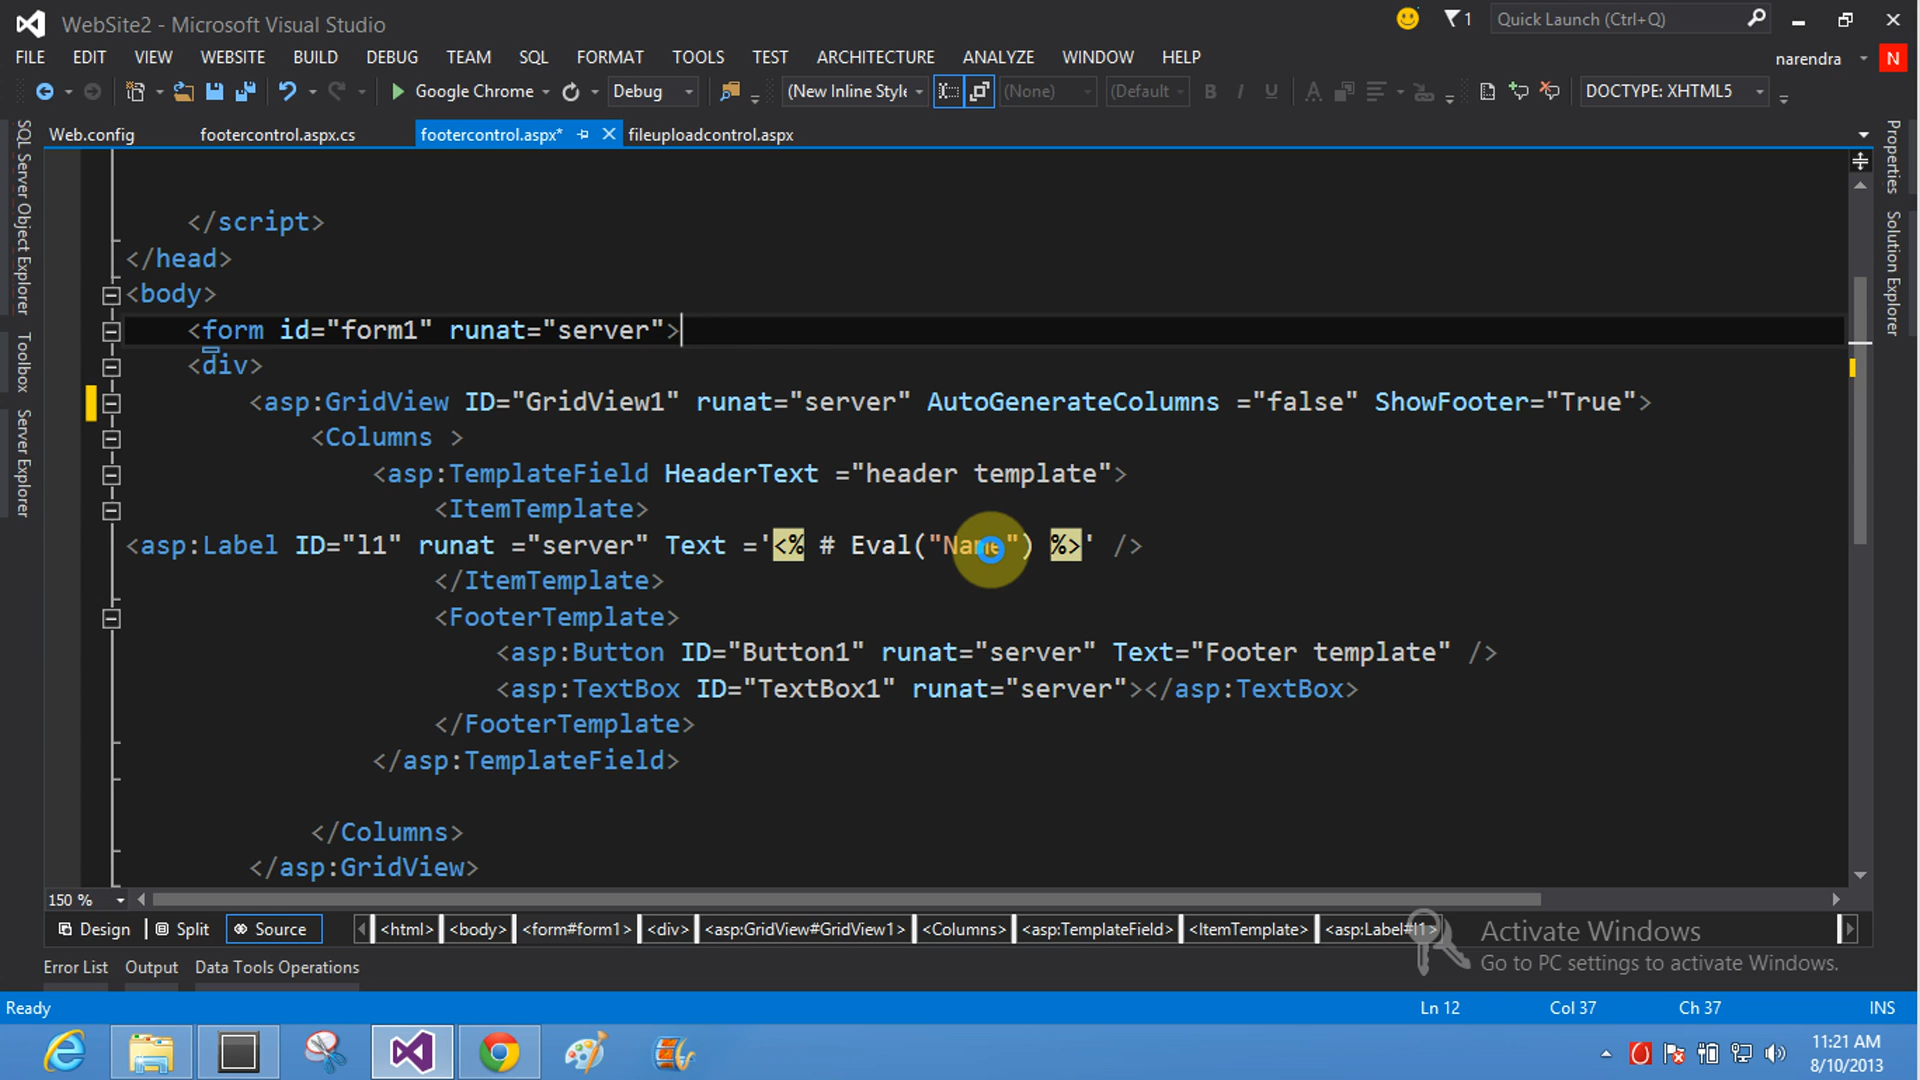 WebSite2 - Microsoft Visual Studio
1
Quick Launch (Ctrl+Q)
FILE EDIT VIEW WEBSITE BUILD DEBUG TEAM SQL FORMAT TOOLS TEST ARCHITECTURE ANALYZE WINDOW HELP
narendra N
Google Chrome Debug (New Inline Style (None) (Default B I U A DOCTYPE: XHTML5
Web.config footercontrol.aspx.cs footercontrol.aspx* fileuploadcontrol.aspx
SQL Server Object Explorer
Toolbox
Server Explorer
Properties
Solution Explorer
</script>
</head>
<body>
<form id="form1" runat="server">
<div>
<asp:GridView ID="GridView1" runat="server" AutoGenerateColumns ="false" ShowFooter="True">
<Columns >
<asp:TemplateField HeaderText ="header template">
<ItemTemplate>
<asp:Label ID="l1" runat ="server" Text ='<% # Eval("Name") %>' />
</ItemTemplate>
<FooterTemplate>
<asp:Button ID="Button1" runat="server" Text="Footer template" />
<asp:TextBox ID="TextBox1" runat="server"></asp:TextBox>
</FooterTemplate>
</asp:TemplateField>
</Columns>
</asp:GridView>
150 %
Design Split Source <html> <body> <form#form1> <div> <asp:GridView#GridView1> <Columns> <asp:TemplateField> <ItemTemplate> <asp:Label#l1>
Activate Windows
Go to PC settings to activate Windows.
Error List Output Data Tools Operations
Ready Ln 12 Col 37 Ch 37 INS
11:21 AM
8/10/2013